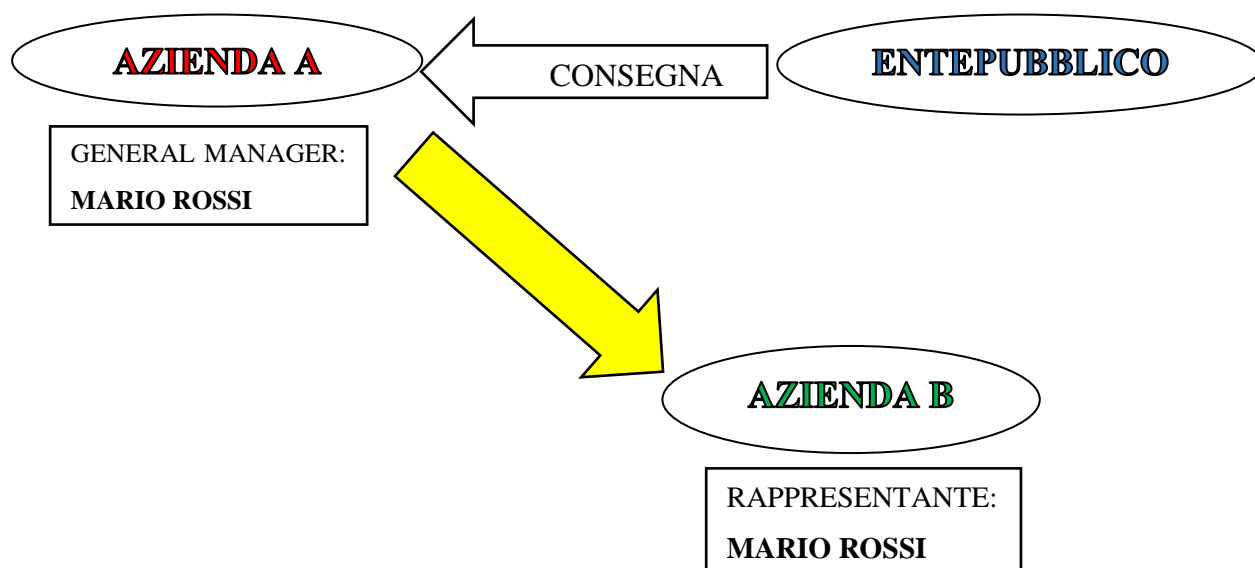 AZIENDA A
CONSEGNA
ENTEPUBBLICO
GENERAL MANAGER:
MARIO ROSSI
AZIENDA B
RAPPRESENTANTE:
MARIO ROSSI